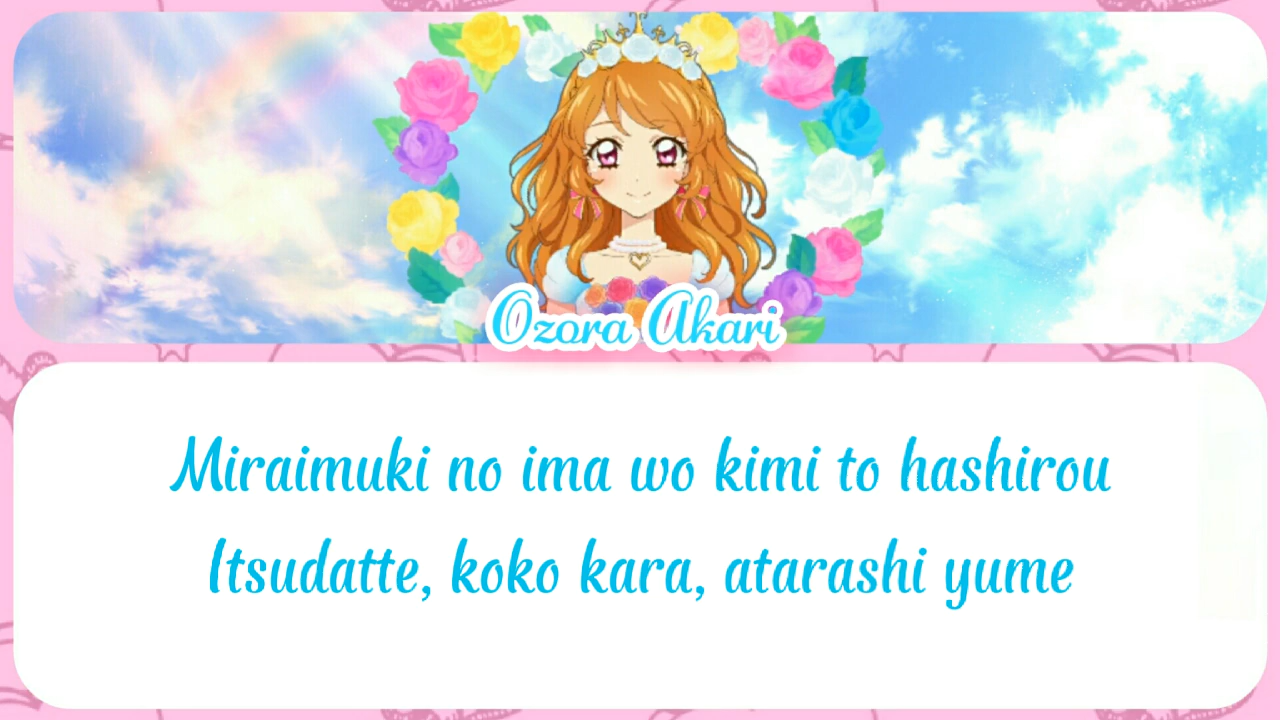 Ozora Akari
Miraimuki no ima wo kimi to hashirou
Itsudatte, koko kara, atarashi yume